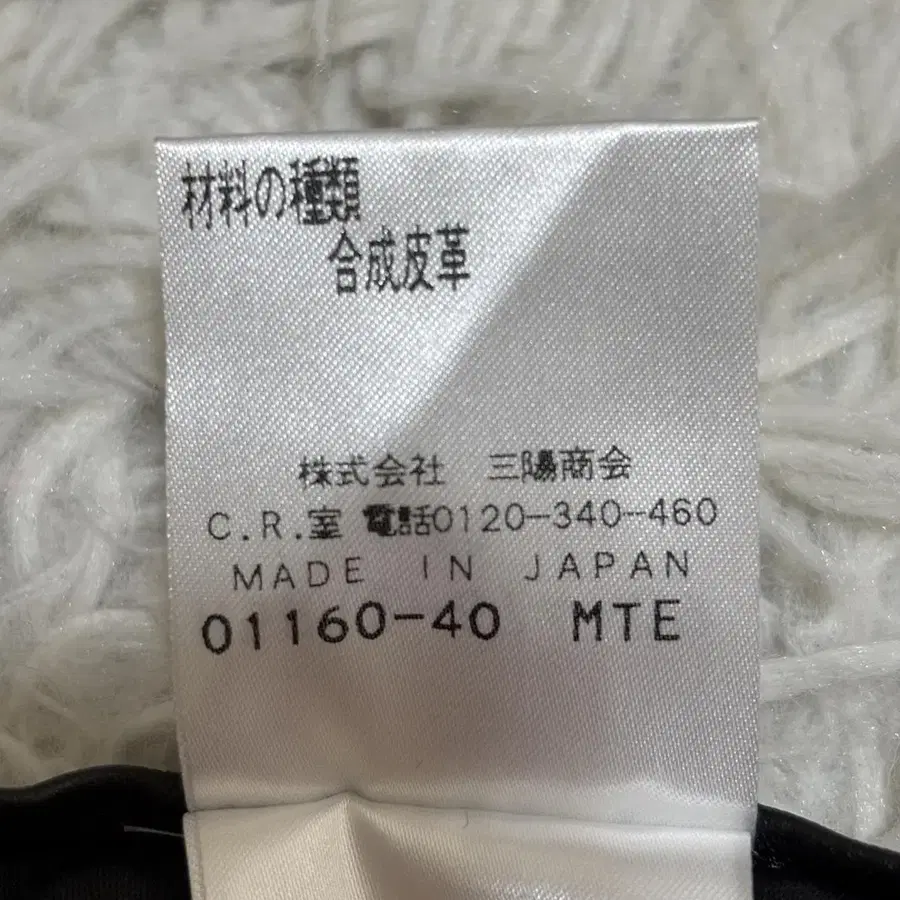 材料の種類
合成皮革
株式会社 三陽商会
C.R.室 電話0120-340-460
MADE IN JAPAN
01160-40 MTE